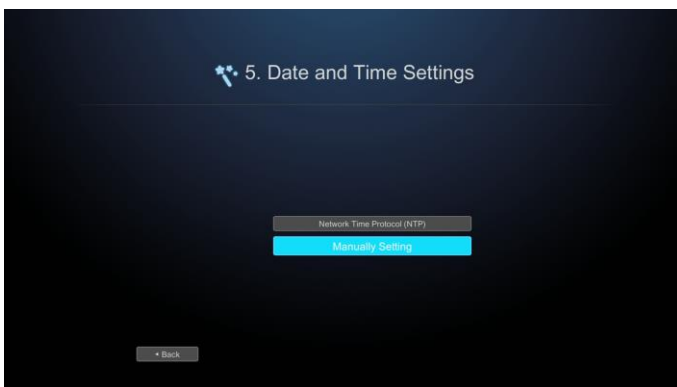 5. Date and Time Settings
Network Time Protocol (NTP)
Manually Setting
◂ Back